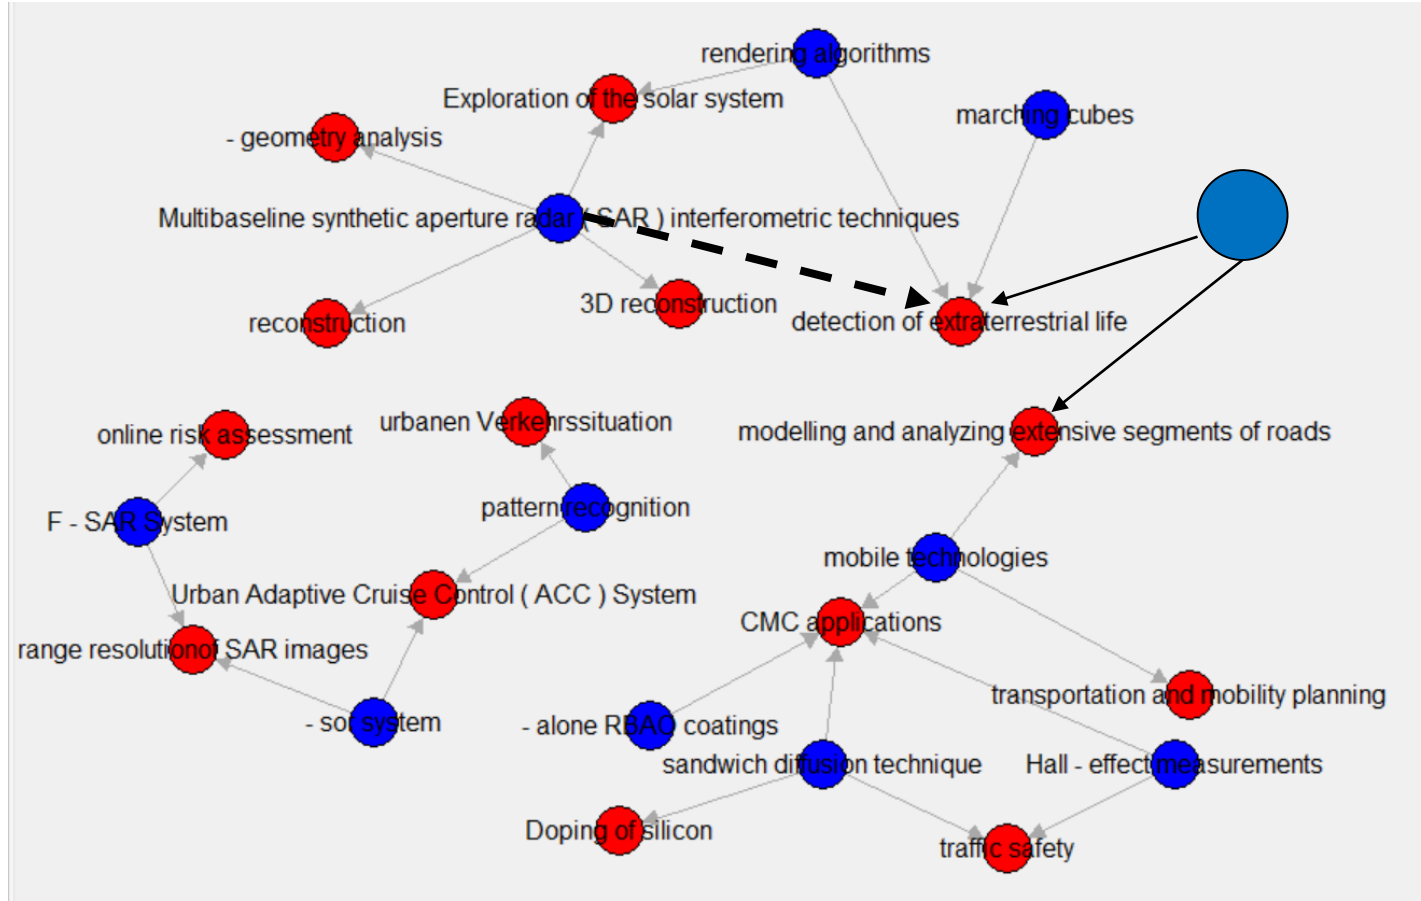 rendering algorithms
Exploration of the solar system
marching cubes
- geometry analysis
Multibaseline synthetic aperture radar ( SAR ) interferometric techniques
3D reconstruction
reconstruction
detection of extraterrestrial life
urbanen Verkehrssituation
online risk assessment
modelling and analyzing extensive segments of roads
pattern recognition
F - SAR System
mobile technologies
Urban Adaptive Cruise Control ( ACC ) System
CMC applications
range resolutionof SAR images
transportation and mobility planning
- sor system
- alone RBAO coatings
sandwich diffusion technique
Hall - effect measurements
Doping of silicon
traffic safety